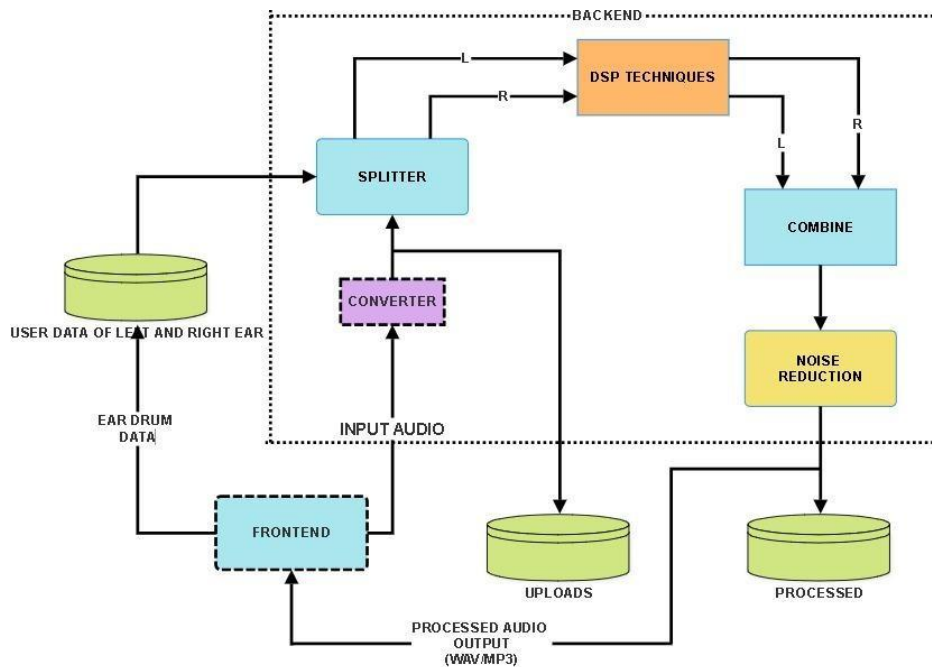 BACKEND
L
R
DSP TECHNIQUES
L
R
SPLITTER
COMBINE
CONVERTER
USER DATA OF LEFT AND RIGHT EAR
NOISE
REDUCTION
EAR DRUM
DATA
INPUT AUDIO
FRONTEND
UPLOADS
PROCESSED
PROCESSED AUDIO
OUTPUT
(WAV/MP3)